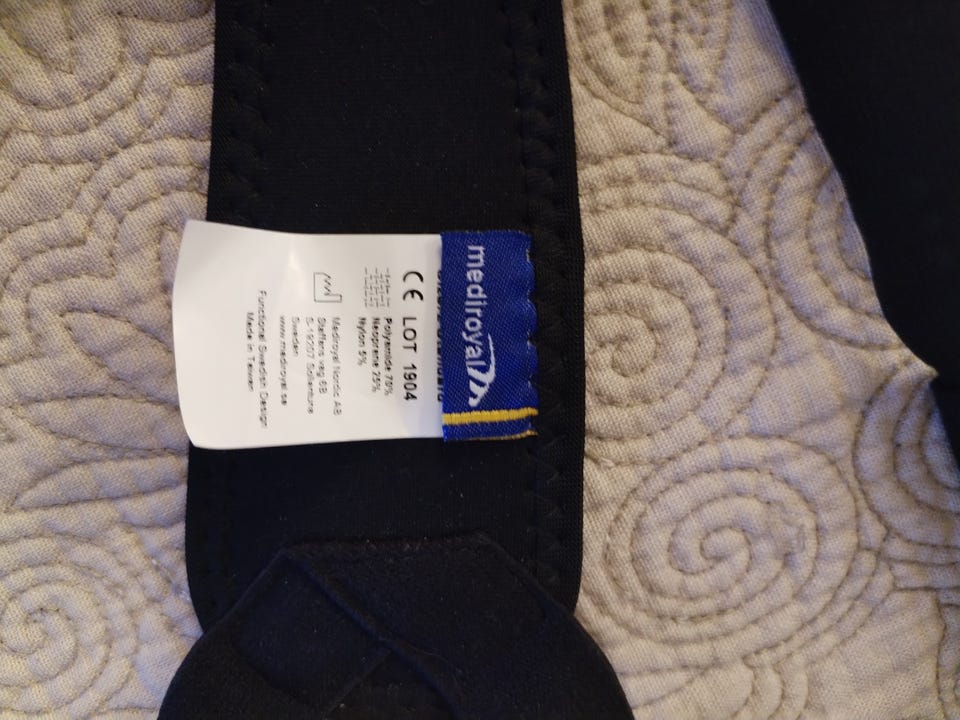 mediroyal
CE LOT 1904
Polyamide 70%
Neoprene 25%
Nylon 5%
Mediroyal Nordic AB
Staffans väg 6B
S-19207 Sollentuna
Sweden
www.mediroyal.se
Functional Swedish Design
Made in Taiwan